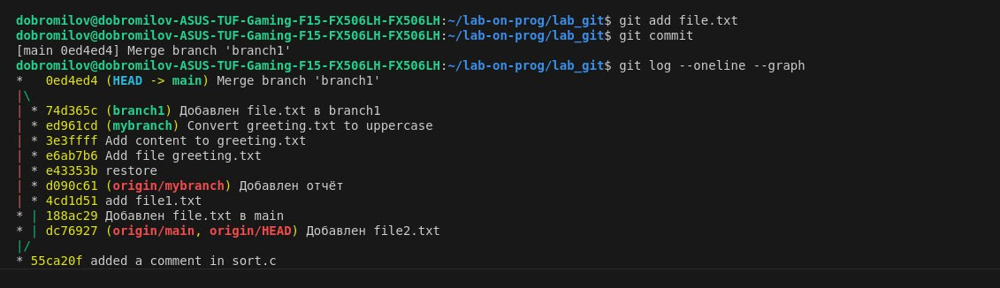 dobromilov@dobromilov-ASUS-TUF-Gaming-F15-FX506LH-FX506LH:~/lab-on-prog/lab_git$ git add file.txt
dobromilov@dobromilov-ASUS-TUF-Gaming-F15-FX506LH-FX506LH:~/lab-on-prog/lab_git$ git commit
[main 0ed4ed4] Merge branch 'branch1'
dobromilov@dobromilov-ASUS-TUF-Gaming-F15-FX506LH-FX506LH:~/lab-on-prog/lab_git$ git log --oneline --graph
*   0ed4ed4 (HEAD -> main) Merge branch 'branch1'
|\
| * 74d365c (branch1) Добавлен file.txt в branch1
| * ed961cd (mybranch) Convert greeting.txt to uppercase
| * 3e3ffff Add content to greeting.txt
| * e6ab7b6 Add file greeting.txt
| * e43353b restore
| * d090c61 (origin/mybranch) Добавлен отчёт
| * 4cd1d51 add file1.txt
* | 188ac29 Добавлен file.txt в main
* | dc76927 (origin/main, origin/HEAD) Добавлен file2.txt
|/
* 55ca20f added a comment in sort.c